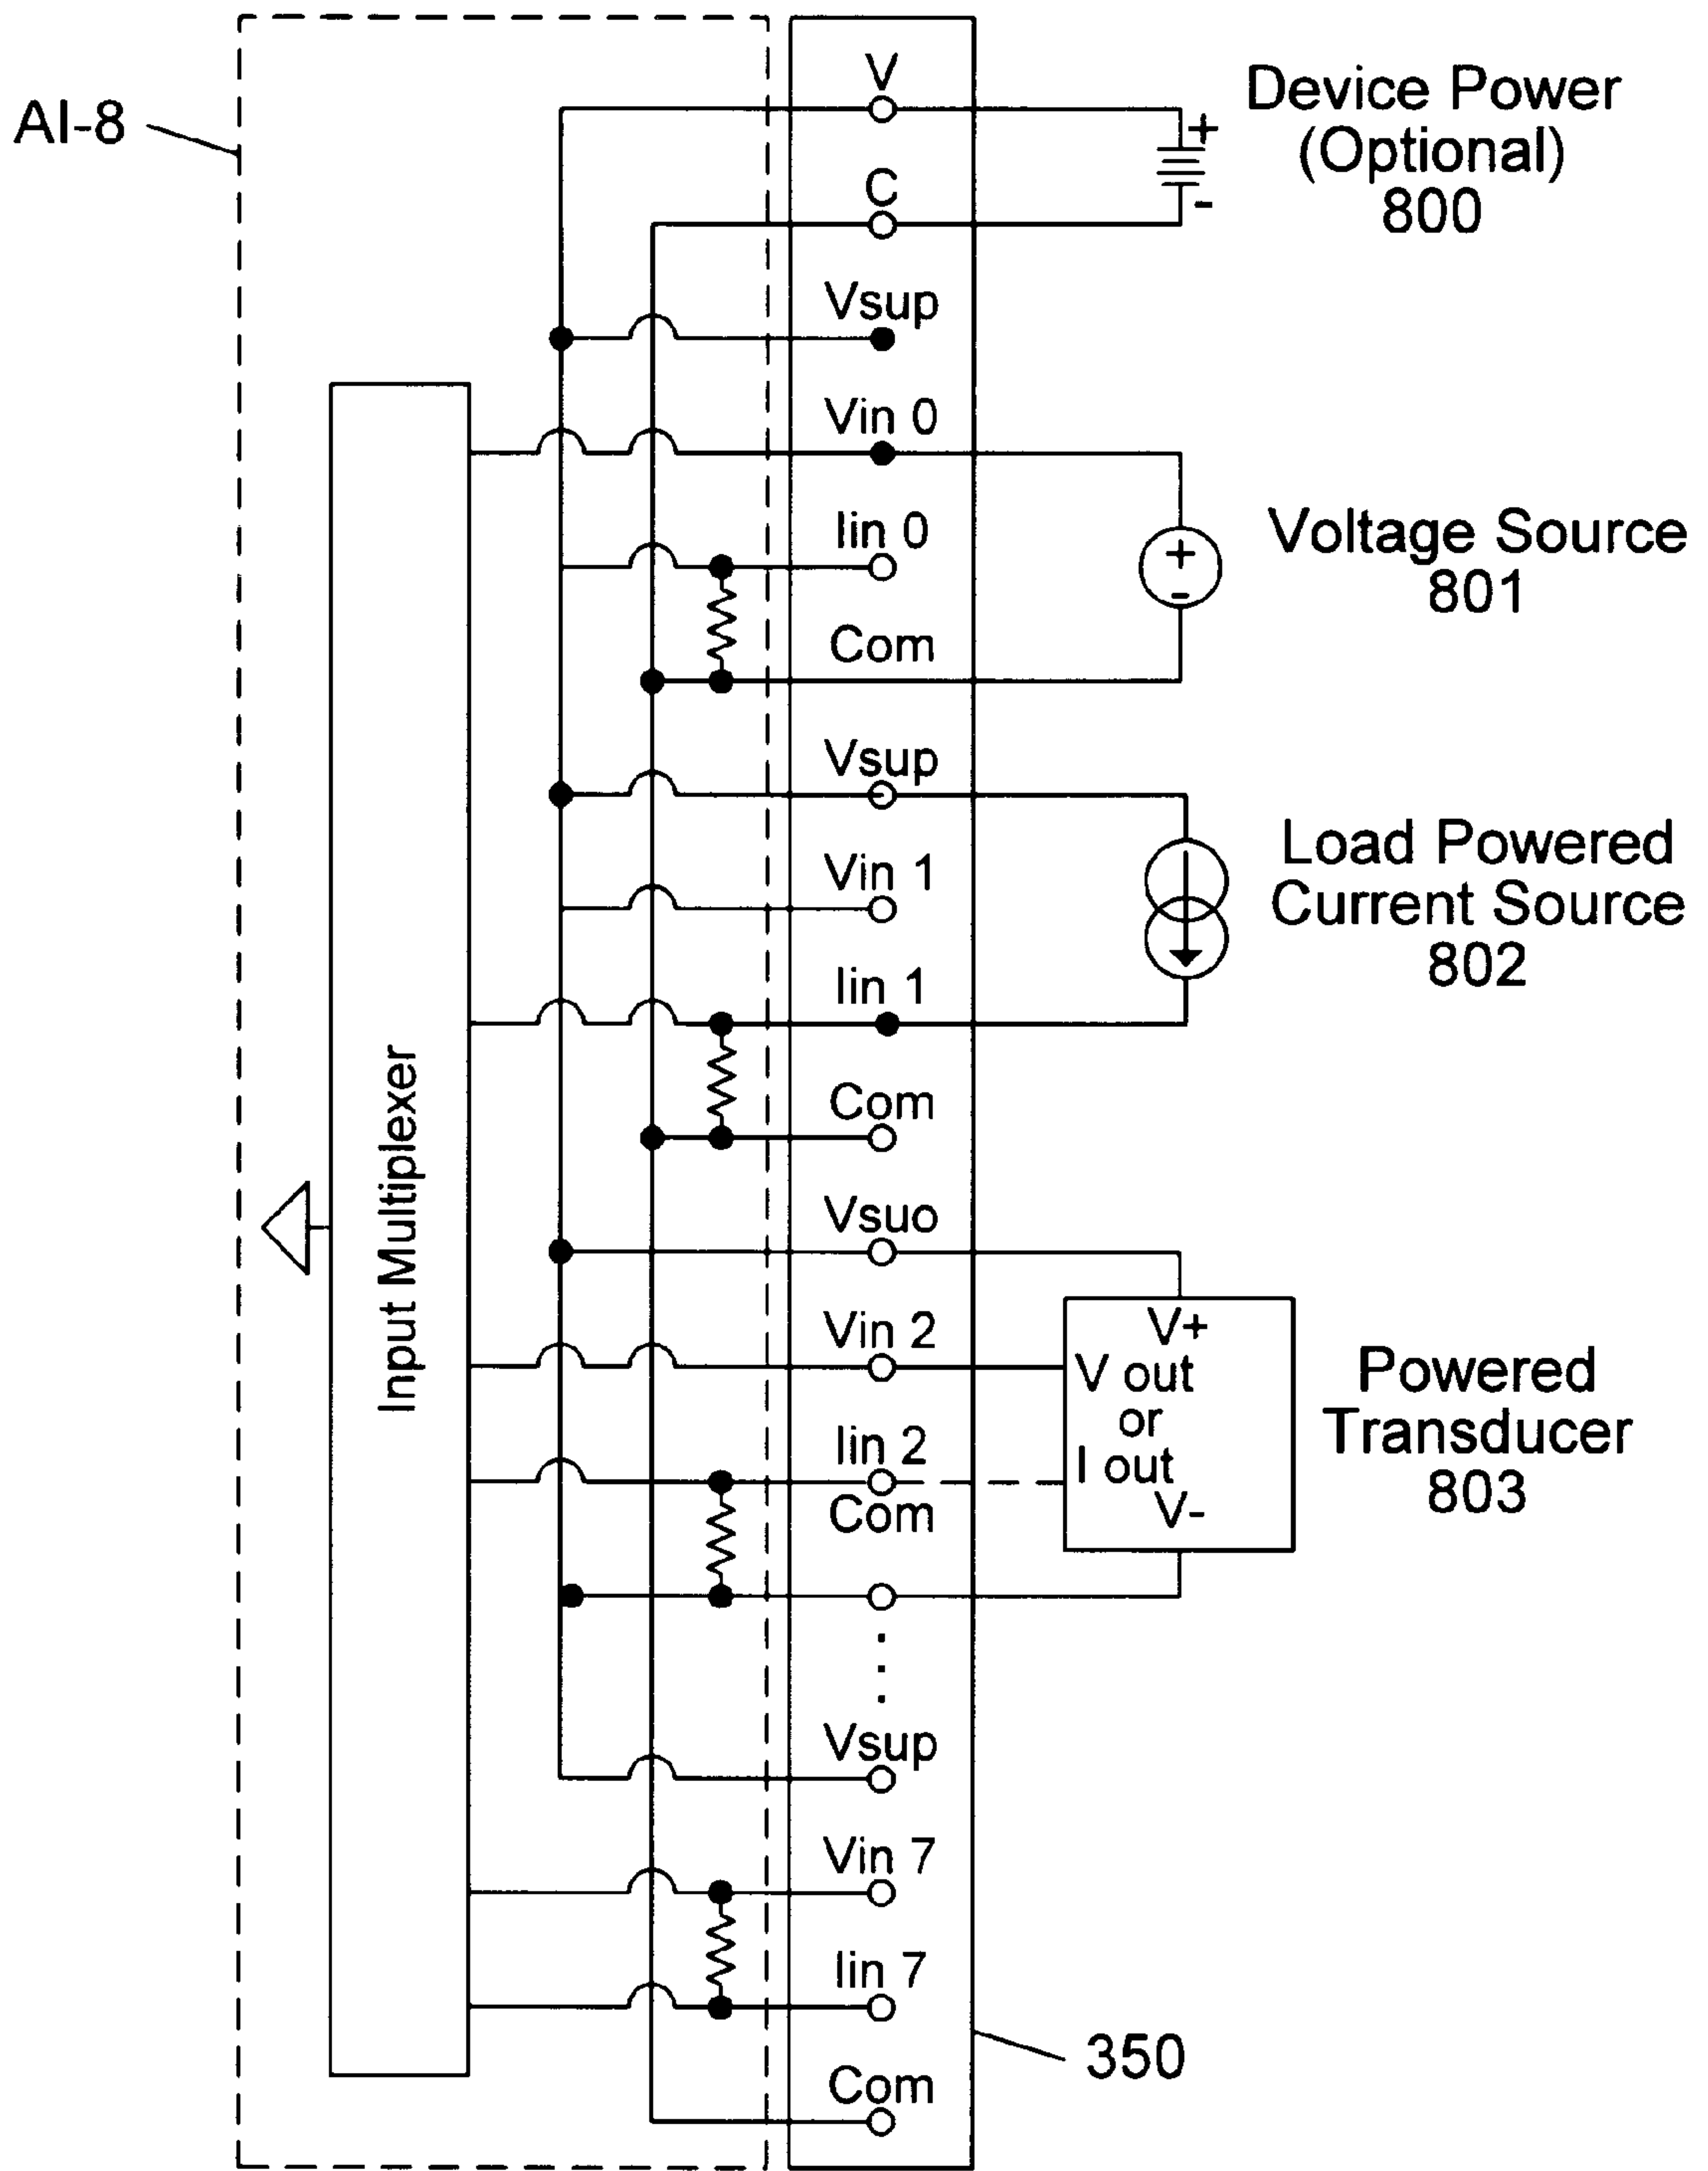 AI-8
V
Device Power
(Optional)
800
+
-
C
Vsup
Vin 0
Iin 0
Voltage Source
801
+
-
Com
Vsup
Load Powered
Current Source
802
Vin 1
Iin 1
Com
Input Multiplexer
Vsuo
Vin 2
V+
V out
or
I out
V-
Powered
Transducer
803
Iin 2
Com
Vsup
Vin 7
Iin 7
350
Com